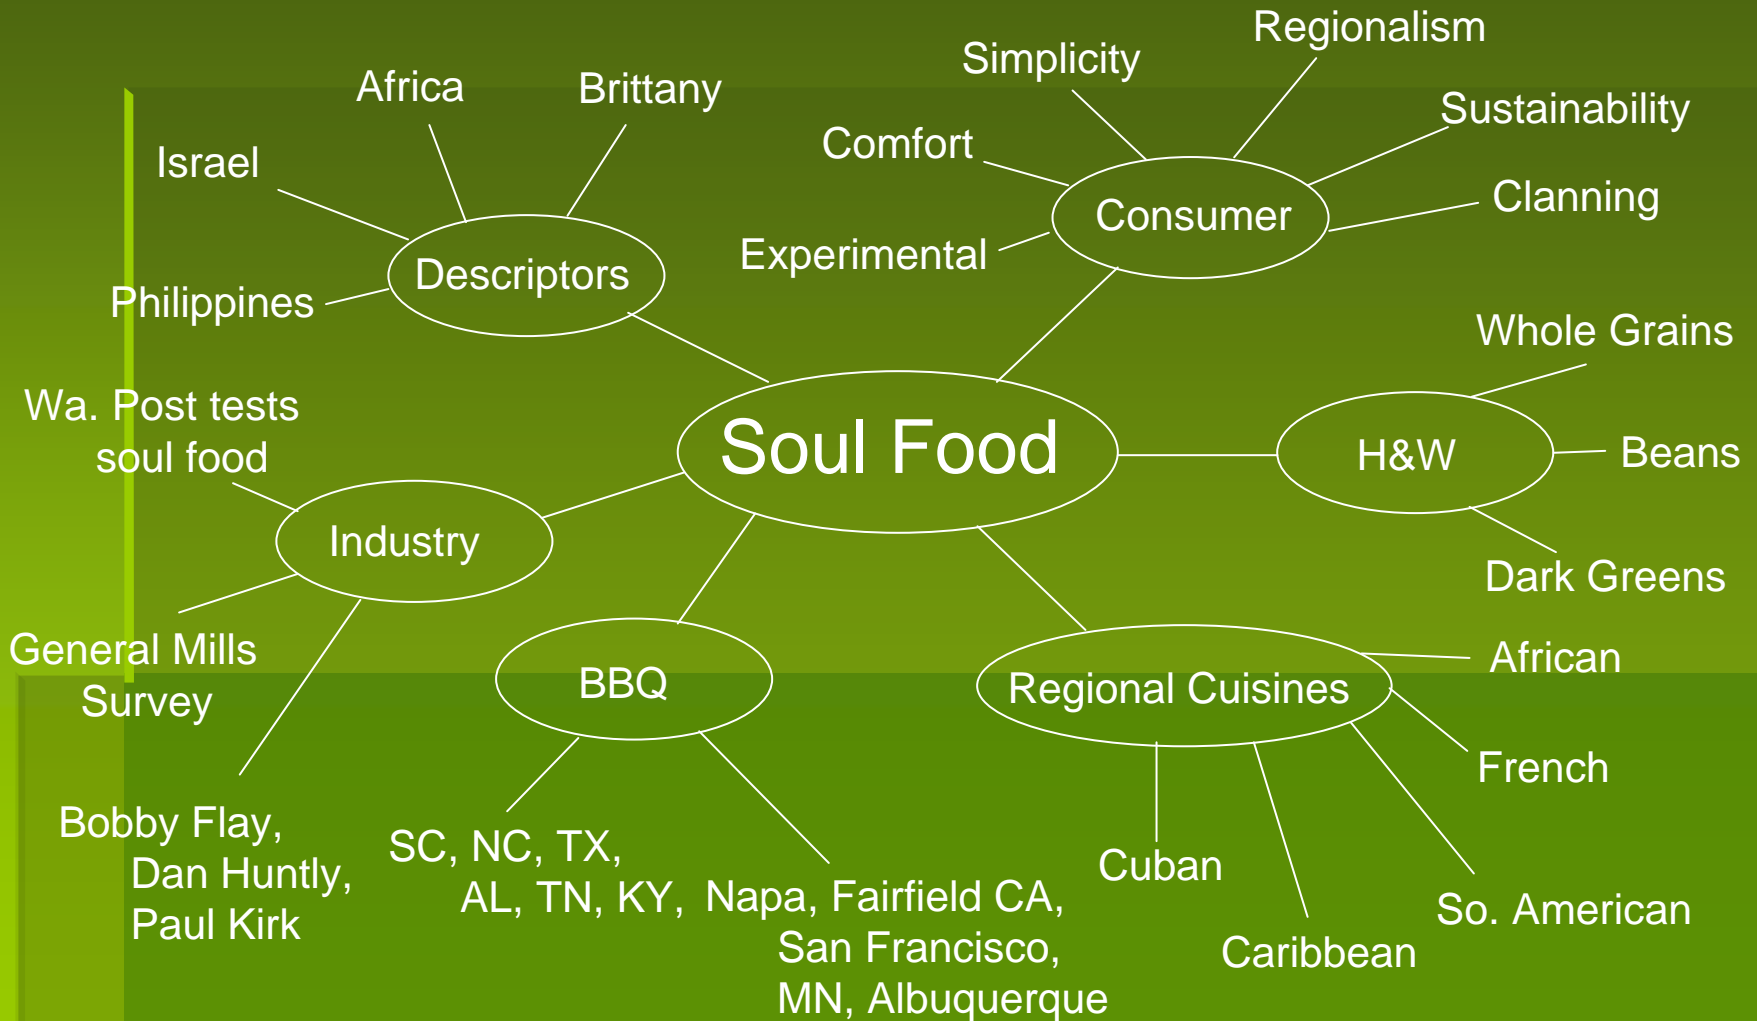 Regionalism
Simplicity
Africa
Brittany
Sustainability
Comfort
Israel
Clanning
Consumer
Experimental
Descriptors
Philippines
Whole Grains
Wa. Post tests
soul food
Soul Food
H&W
Beans
Industry
Dark Greens
General Mills
Survey
African
BBQ
Regional Cuisines
French
Bobby Flay,
Dan Huntly,
Paul Kirk
SC, NC, TX,
AL, TN, KY,
Cuban
Napa, Fairfield CA,
San Francisco,
MN, Albuquerque
So. American
Caribbean